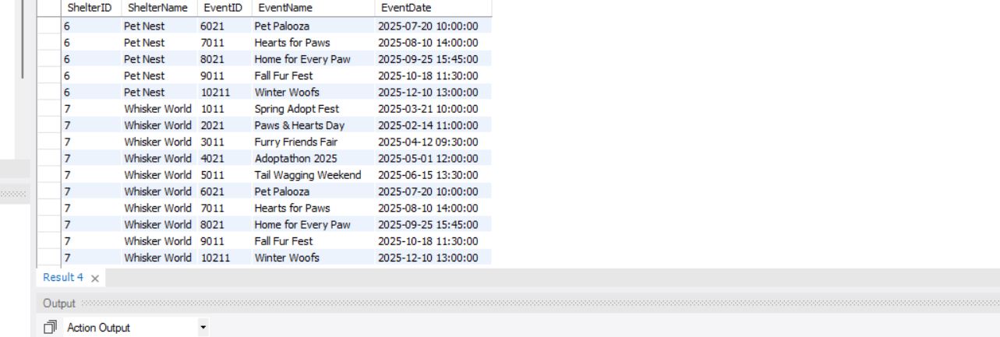 ShelterID ShelterName EventID EventName EventDate
6 Pet Nest 6021 Pet Palooza 2025-07-20 10:00:00
6 Pet Nest 7011 Hearts for Paws 2025-08-10 14:00:00
6 Pet Nest 8021 Home for Every Paw 2025-09-25 15:45:00
6 Pet Nest 9011 Fall Fur Fest 2025-10-18 11:30:00
6 Pet Nest 10211 Winter Woofs 2025-12-10 13:00:00
7 Whisker World 1011 Spring Adopt Fest 2025-03-21 10:00:00
7 Whisker World 2021 Paws & Hearts Day 2025-02-14 11:00:00
7 Whisker World 3011 Furry Friends Fair 2025-04-12 09:30:00
7 Whisker World 4021 Adoptathon 2025 2025-05-01 12:00:00
7 Whisker World 5011 Tail Wagging Weekend 2025-06-15 13:30:00
7 Whisker World 6021 Pet Palooza 2025-07-20 10:00:00
7 Whisker World 7011 Hearts for Paws 2025-08-10 14:00:00
7 Whisker World 8021 Home for Every Paw 2025-09-25 15:45:00
7 Whisker World 9011 Fall Fur Fest 2025-10-18 11:30:00
7 Whisker World 10211 Winter Woofs 2025-12-10 13:00:00
Result 4
Output
Action Output